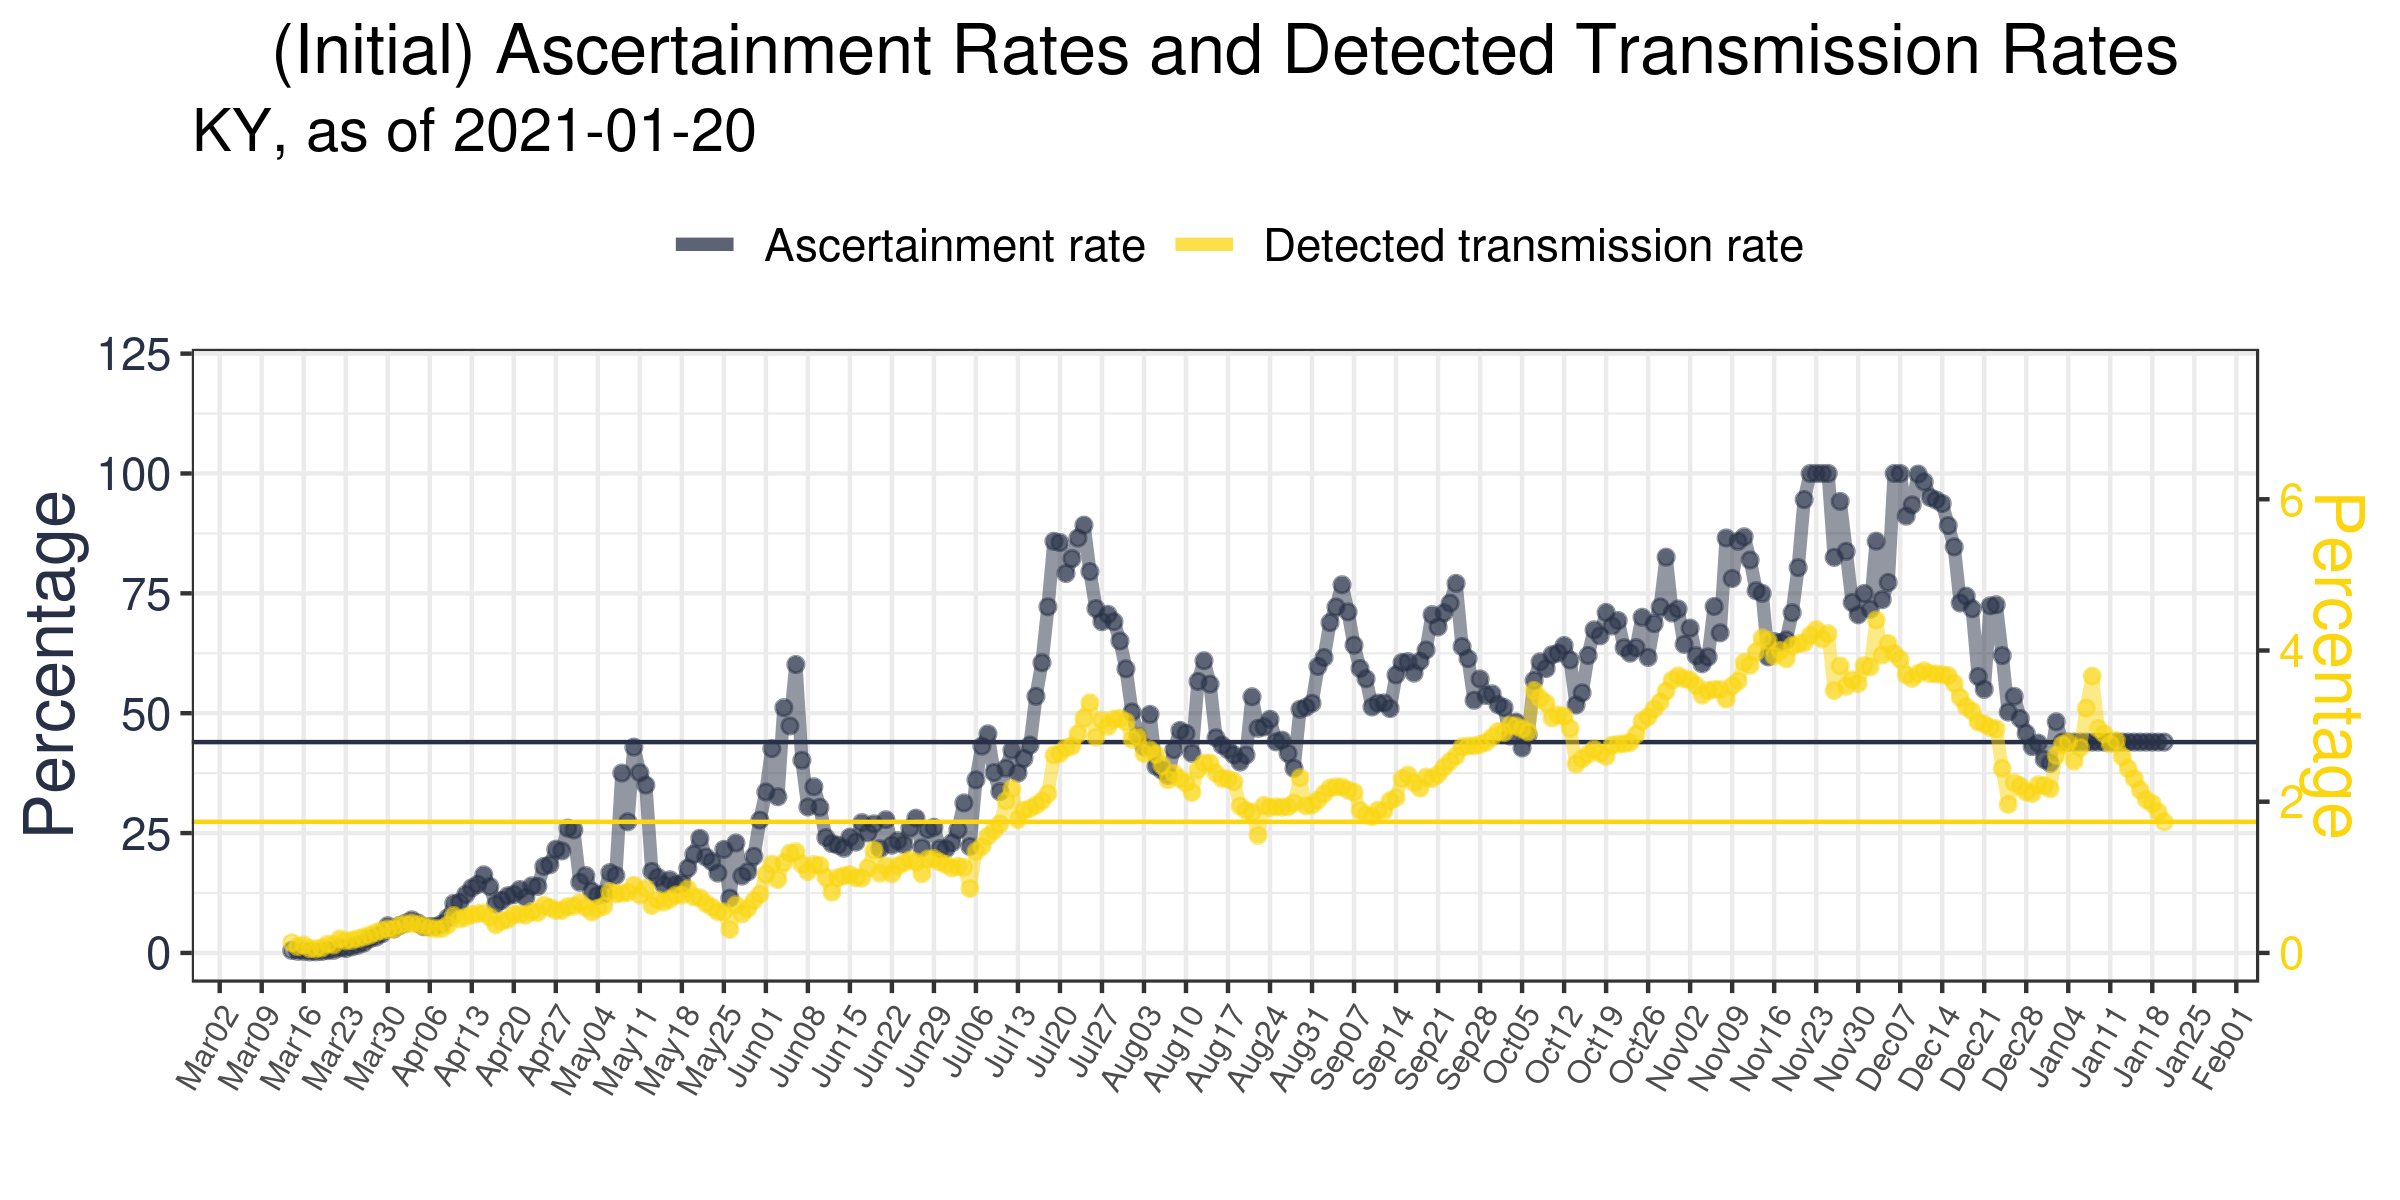 (Initial) Ascertainment Rates and Detected Transmission Rates
KY, as of 2021-01-20
Ascertainment rate
Detected transmission rate
Percentage
125
100
75
50
25
0
6
4
2
0
Percentage
Mar02
Mar09
Mar16
Mar23
Mar30
Apr06
Apr13
Apr20
Apr27
May04
May11
May18
May25
Jun01
Jun08
Jun15
Jun22
Jun29
Jul06
Jul13
Jul20
Jul27
Aug03
Aug10
Aug17
Aug24
Aug31
Sep07
Sep14
Sep21
Sep28
Oct05
Oct12
Oct19
Oct26
Nov02
Nov09
Nov16
Nov23
Nov30
Dec07
Dec14
Dec21
Dec28
Jan04
Jan11
Jan18
Jan25
Feb01